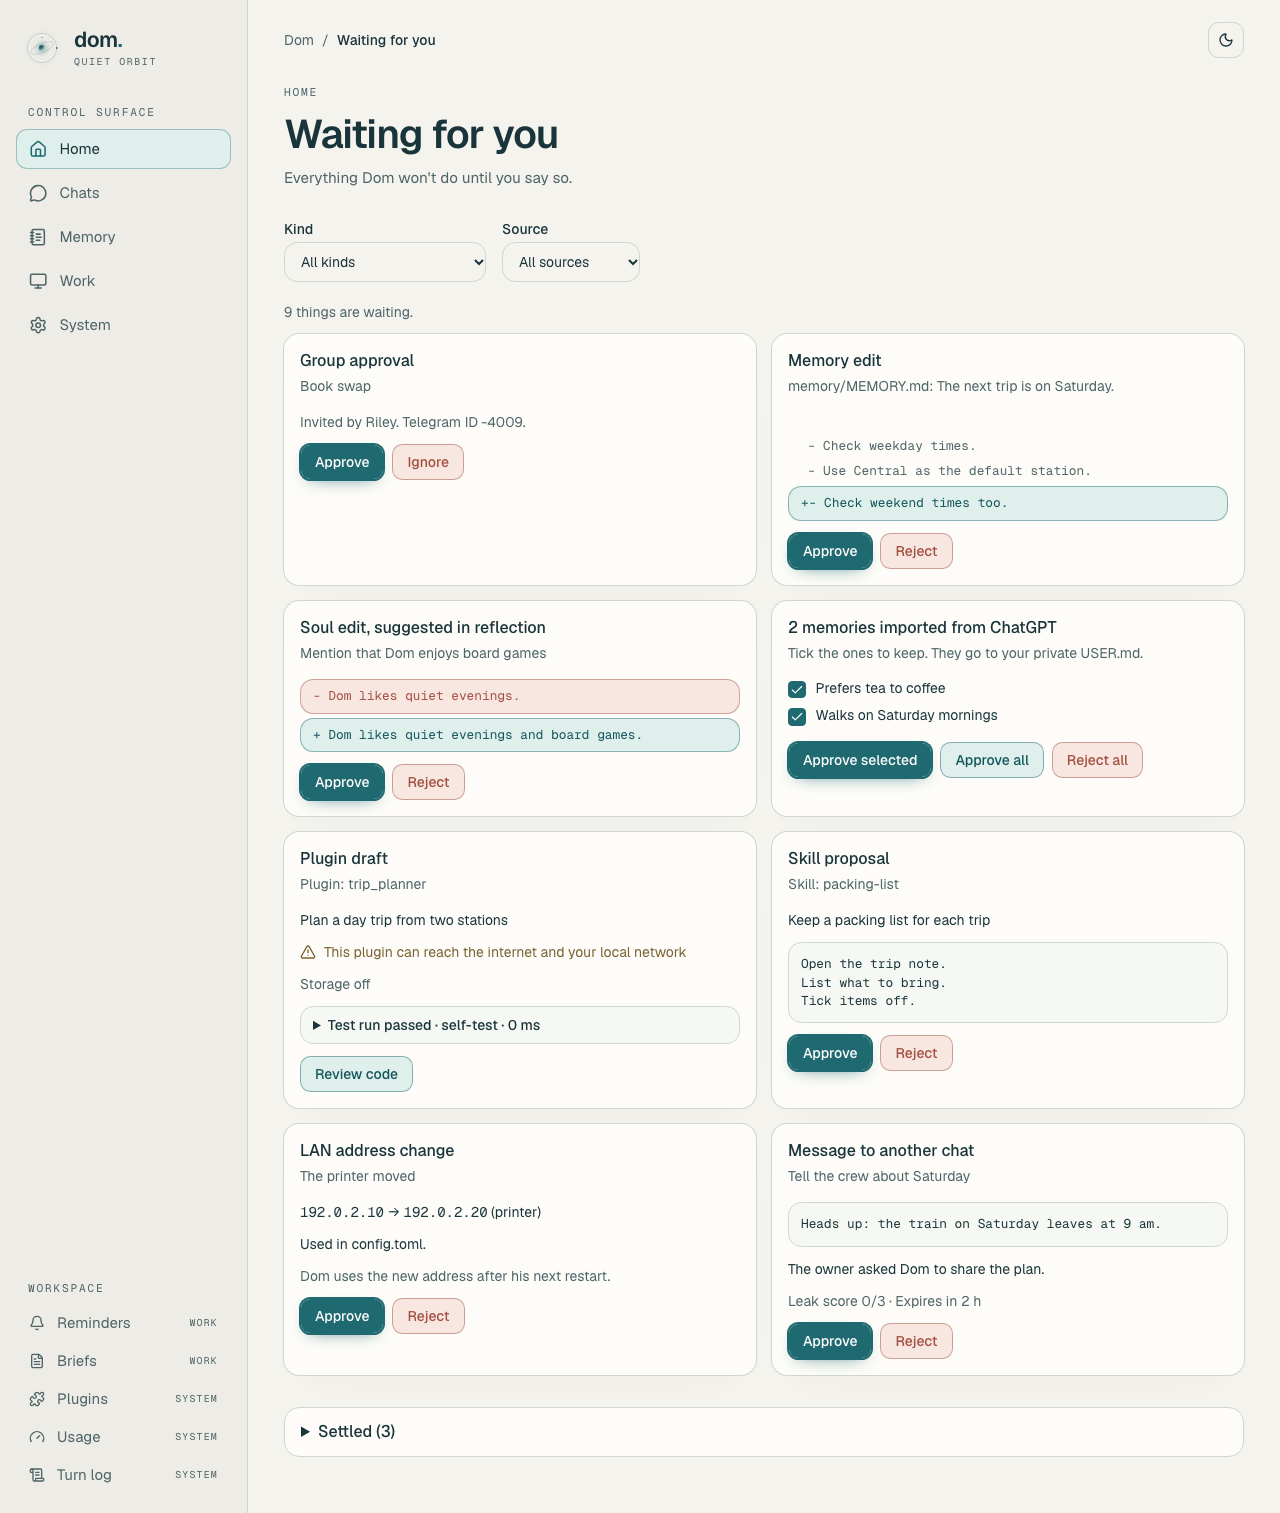 dom.
QUIET ORBIT
CONTROL SURFACE
Home
Chats
Memory
Work
System
WORKSPACE
Reminders WORK
Briefs WORK
Plugins SYSTEM
Usage SYSTEM
Turn log SYSTEM
Dom / Waiting for you
HOME
Waiting for you
Everything Dom won't do until you say so.
Kind
All kinds
Source
All sources
9 things are waiting.
Group approval
Book swap
Invited by Riley. Telegram ID -4009.
Approve Ignore
Memory edit
memory/MEMORY.md: The next trip is on Saturday.
- Check weekday times.
- Use Central as the default station.
+- Check weekend times too.
Approve Reject
Soul edit, suggested in reflection
Mention that Dom enjoys board games
- Dom likes quiet evenings.
+ Dom likes quiet evenings and board games.
Approve Reject
2 memories imported from ChatGPT
Tick the ones to keep. They go to your private USER.md.
Prefers tea to coffee
Walks on Saturday mornings
Approve selected Approve all Reject all
Plugin draft
Plugin: trip_planner
Plan a day trip from two stations
This plugin can reach the internet and your local network
Storage off
Test run passed · self-test · 0 ms
Review code
Skill proposal
Skill: packing-list
Keep a packing list for each trip
Open the trip note.
List what to bring.
Tick items off.
Approve Reject
LAN address change
The printer moved
192.0.2.10 → 192.0.2.20 (printer)
Used in config.toml.
Dom uses the new address after his next restart.
Approve Reject
Message to another chat
Tell the crew about Saturday
Heads up: the train on Saturday leaves at 9 am.
The owner asked Dom to share the plan.
Leak score 0/3 · Expires in 2 h
Approve Reject
Settled (3)